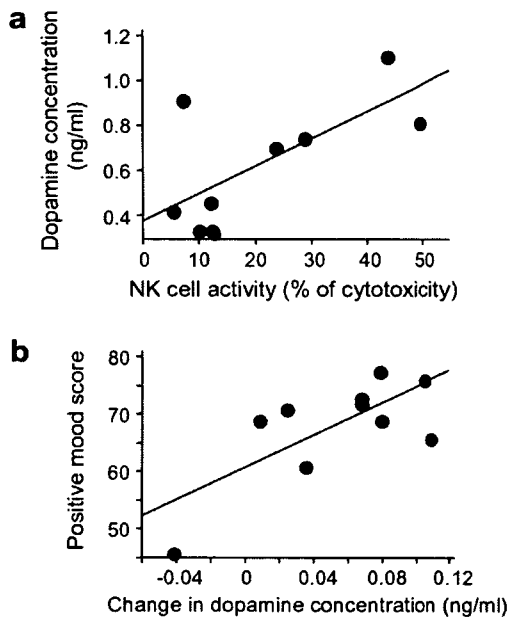 a
Dopamine concentration
(ng/ml)
1.2
1.0
0.8
0.6
0.4
0 10 20 30 40 50
NK cell activity (% of cytotoxicity)
b
Positive mood score
80
70
60
50
-0.04 0 0.04 0.08 0.12
Change in dopamine concentration (ng/ml)